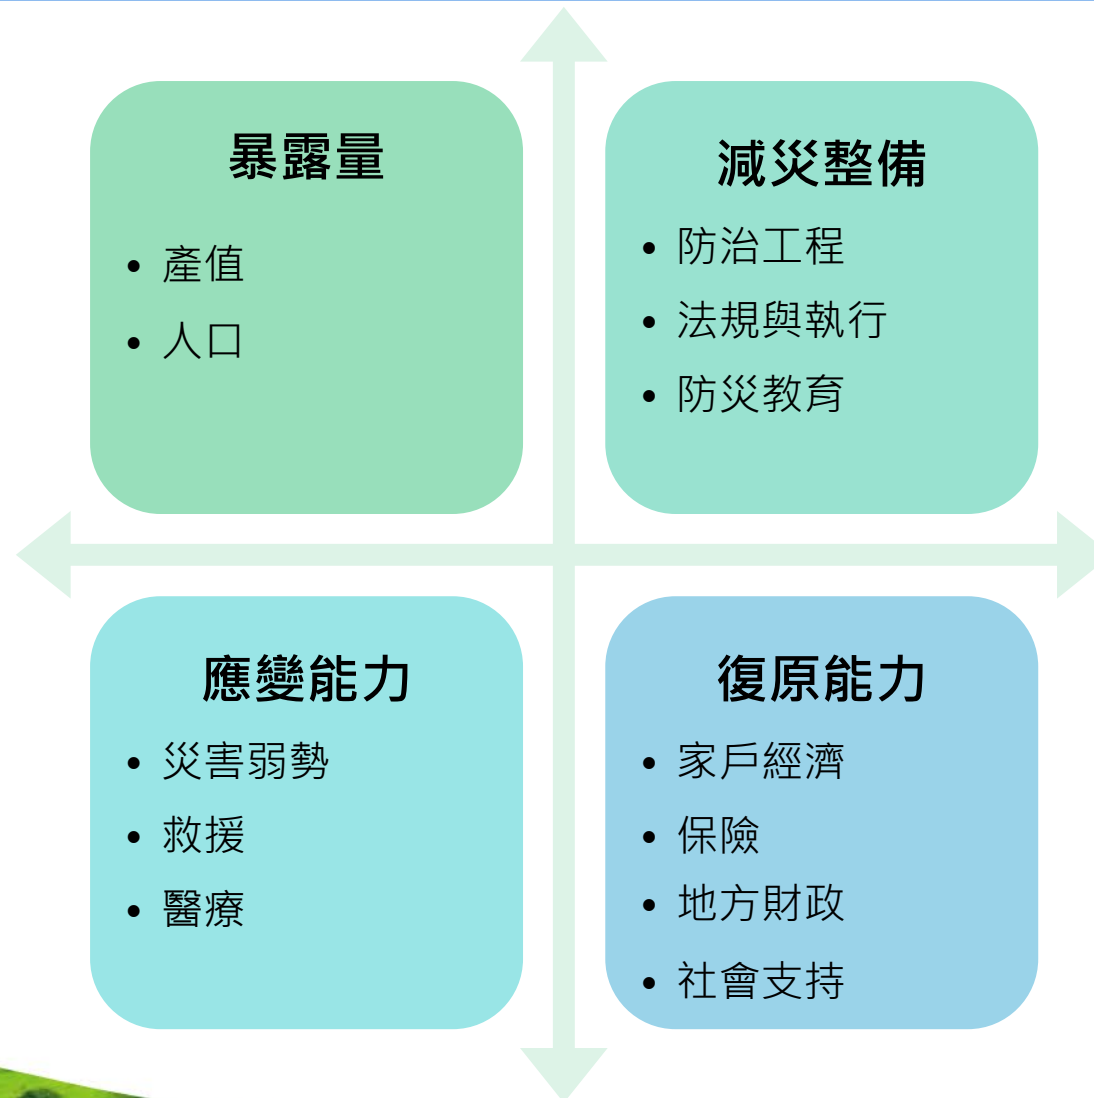 暴露量
• 產值
• 人口
減災整備
• 防治工程
• 法規與執行
• 防災教育
應變能力
• 災害弱勢
• 救援
• 醫療
復原能力
• 家戶經濟
• 保險
• 地方財政
• 社會支持